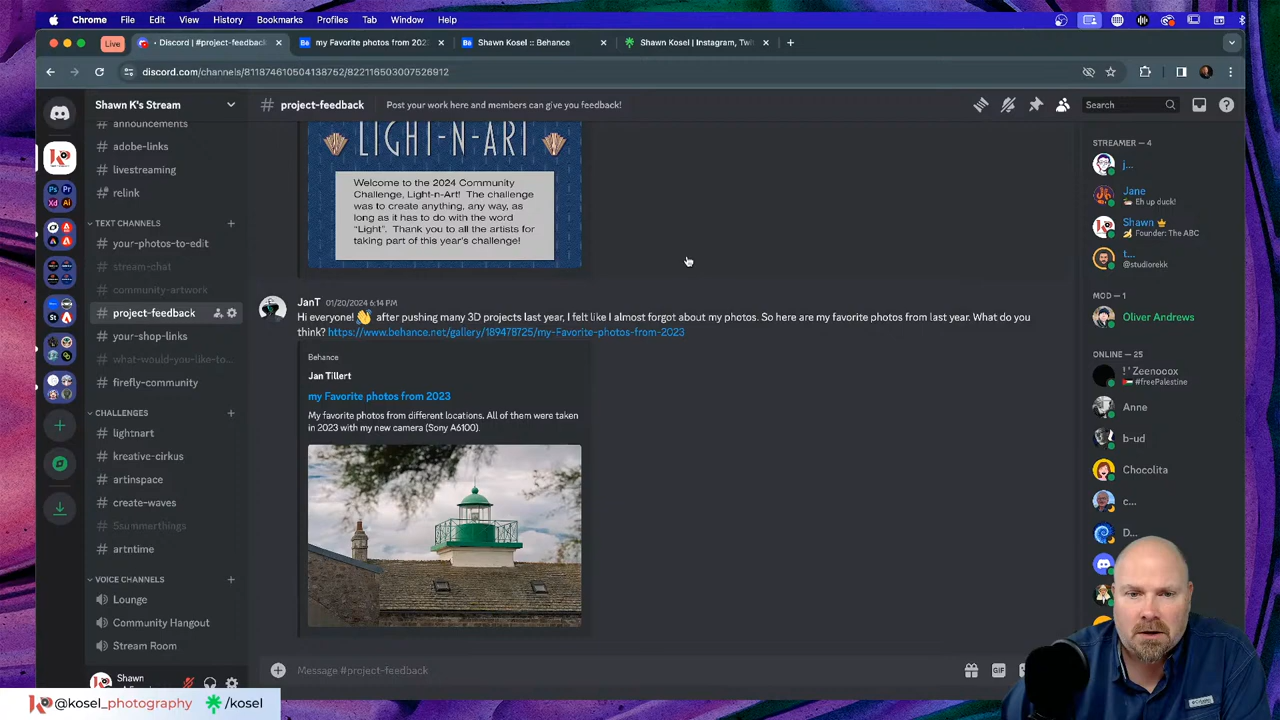 Chrome File Edit View History Bookmarks Profiles Tab Window Help
Live Discord | #project-feedback my Favorite photos from 202 Shawn Kosel :: Behance Shawn Kosel | Instagram, Twit
discord.com/channels/811874610504138752/822116503007526912
Shawn K's Stream
project-feedback Post your work here and members can give you feedback!
Search
announcements
adobe-links
livestreaming
relink
TEXT CHANNELS
your-photos-to-edit
stream-chat
community-artwork
project-feedback
your-shop-links
what-would-you-like-to...
firefly-community
CHALLENGES
lightnart
kreative-cirkus
artinspace
create-waves
5summerthings
artntime
VOICE CHANNELS
Lounge
Community Hangout
Stream Room
Shawn
LIGHT-N-ART
Welcome to the 2024 Community
Challenge, Light-n-Art! The challenge
was to create anything, any way, as
long as it has to do with the word
"Light". Thank you to all the artists for
taking part of this year's challenge!
JanT 01/20/2024 6:14 PM
Hi everyone! 👋 after pushing many 3D projects last year, I felt like I almost forgot about my photos. So here are my favorite photos from last year. What do you
think? https://www.behance.net/gallery/189478725/my-Favorite-photos-from-2023
Behance
Jan Tillert
my Favorite photos from 2023
My favorite photos from different locations. All of them were taken
in 2023 with my new camera (Sony A6100).
Message #project-feedback
GIF
STREAMER — 4
j...
Jane
Eh up duck!
Shawn
Founder: The ABC
t...
@studiorekk
MOD — 1
Oliver Andrews
ONLINE — 25
! * Zeenooox
#freePalestine
Anne
b-ud
Chocolita
c...
D...
@kosel_photography /kosel